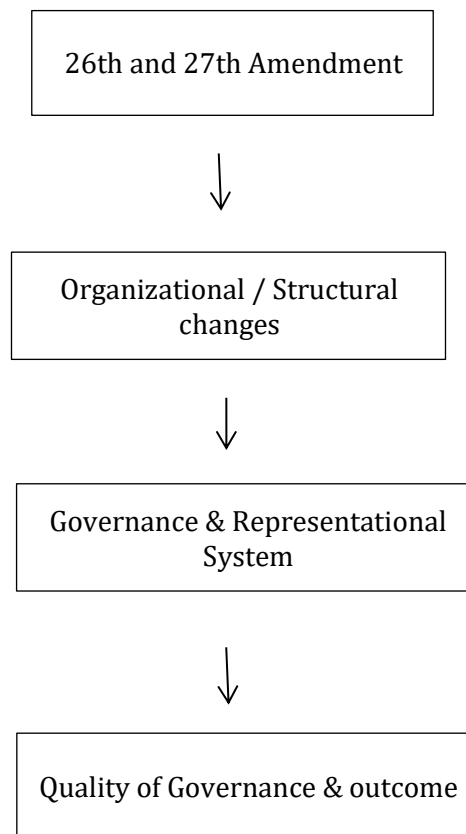 26th and 27th Amendment
Organizational / Structural
changes
Governance & Representational
System
Quality of Governance & outcome